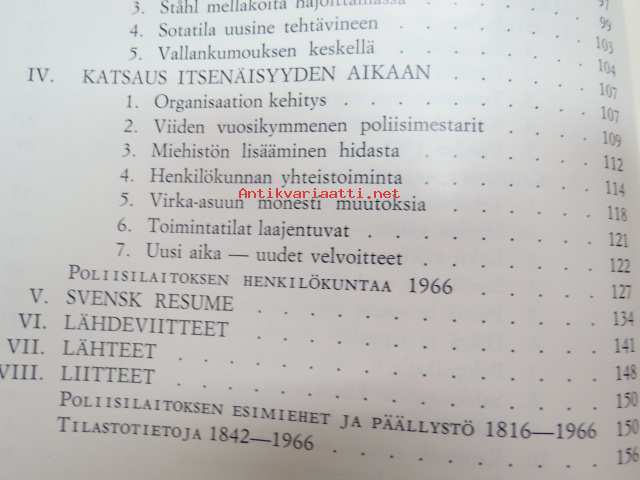 97
3. Ståhl mellakoita hajoittamassa . 99
4. Sotatila uusine tehtävineen . . . 103
5. Vallankumouksen keskellä . . . . 104
IV. KATSAUS ITSENÄISYYDEN AIKAAN . . . . 107
1. Organisaation kehitys . . . . . . . 107
2. Viiden vuosikymmenen poliisimestarit . . . 109
3. Miehistön lisääminen hidasta . . . . . 112
4. Henkilökunnan yhteistoiminta . . . . . 114
Antikvariaatti.net
5. Virka-asuun monesti muutoksia . . . . 118
6. Toimintatilat laajentuvat . . . . . . 121
7. Uusi aika — uudet velvoitteet . . . . . 122
POLIISILAITOKSEN HENKILÖKUNTAA 1966 . . . . 127
V. SVENSK RESUME . . . . . . . . . . 134
VI. LÄHDEVIITTEET . . . . . . . . . . 141
VII. LÄHTEET . . . . . . . . . . . . 148
VIII. LIITTEET . . . . . . . . . . . . 150
POLIISILAITOKSEN ESIMIEHET JA PÄÄLLYSTÖ 1816—1966 150
TILASTOTIETOJA 1842—1966 . . . . . . . . 156